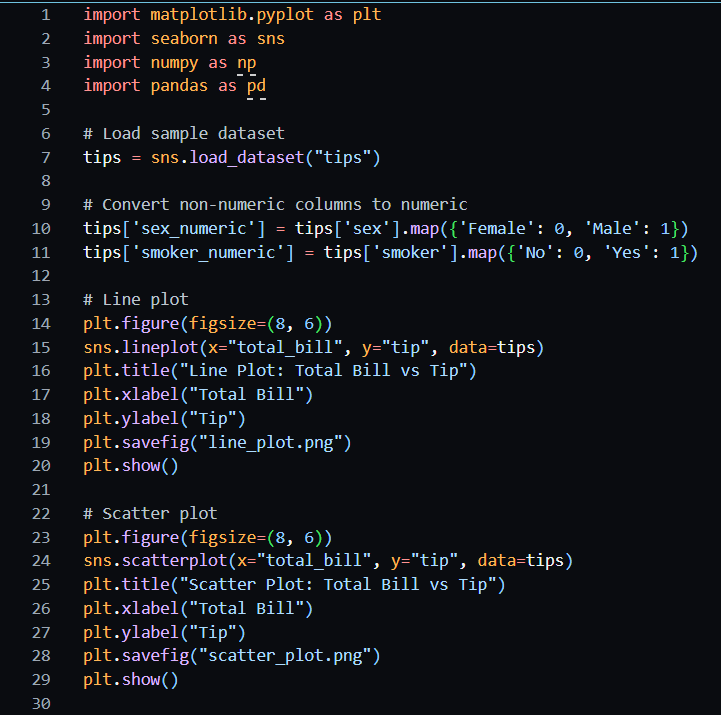 1 import matplotlib.pyplot as plt
2 import seaborn as sns
3 import numpy as np
4 import pandas as pd
5
6 # Load sample dataset
7 tips = sns.load_dataset("tips")
8
9 # Convert non-numeric columns to numeric
10 tips['sex_numeric'] = tips['sex'].map({'Female': 0, 'Male': 1})
11 tips['smoker_numeric'] = tips['smoker'].map({'No': 0, 'Yes': 1})
12
13 # Line plot
14 plt.figure(figsize=(8, 6))
15 sns.lineplot(x="total_bill", y="tip", data=tips)
16 plt.title("Line Plot: Total Bill vs Tip")
17 plt.xlabel("Total Bill")
18 plt.ylabel("Tip")
19 plt.savefig("line_plot.png")
20 plt.show()
21
22 # Scatter plot
23 plt.figure(figsize=(8, 6))
24 sns.scatterplot(x="total_bill", y="tip", data=tips)
25 plt.title("Scatter Plot: Total Bill vs Tip")
26 plt.xlabel("Total Bill")
27 plt.ylabel("Tip")
28 plt.savefig("scatter_plot.png")
29 plt.show()
30